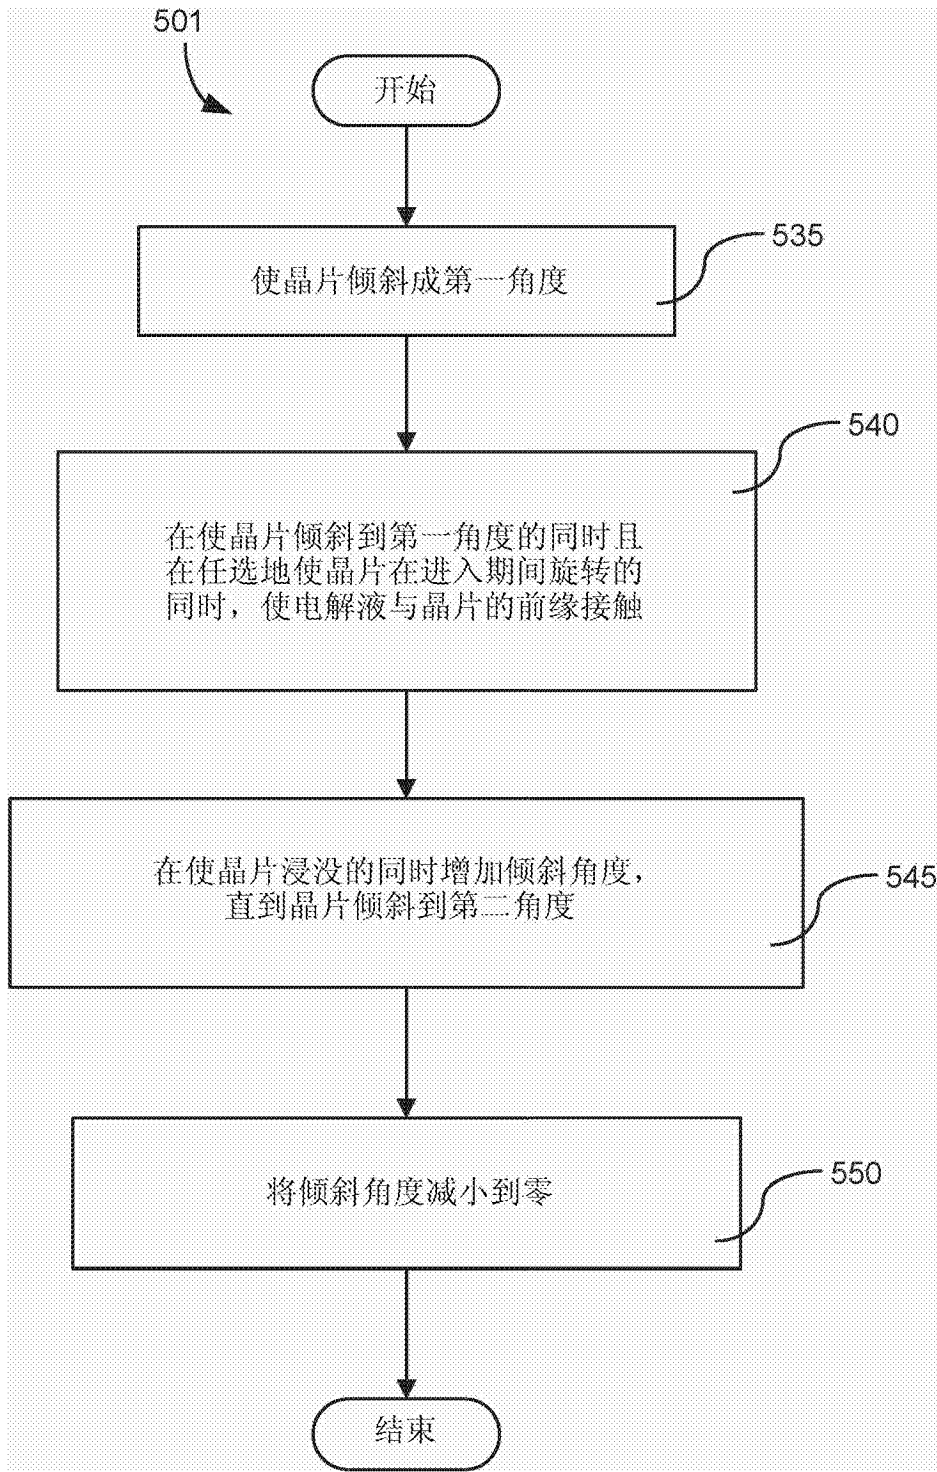 501
开始
535
使晶片倾斜成第一角度
540
在使晶片倾斜到第一角度的同时且
在任选地使晶片在进入期间旋转的
同时，使电解液与晶片的前缘接触
545
在使晶片浸没的同时增加倾斜角度，
直到晶片倾斜到第二角度
550
将倾斜角度减小到零
结束